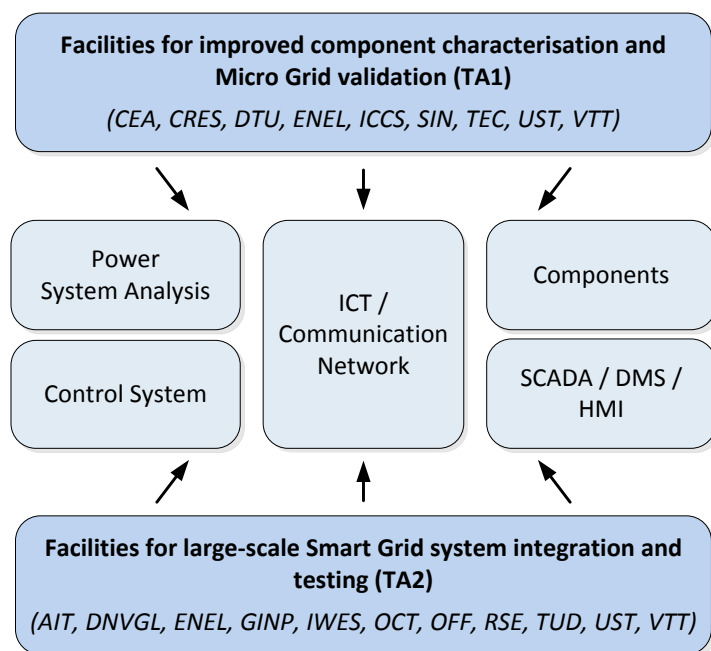 Facilities for improved component characterisation and
Micro Grid validation (TA1)
(CEA, CRES, DTU, ENEL, ICCS, SIN, TEC, UST, VTT)
Power
System Analysis
Control System
ICT /
Communication
Network
Components
SCADA / DMS /
HMI
Facilities for large-scale Smart Grid system integration and
testing (TA2)
(AIT, DNVGL, ENEL, GINP, IWES, OCT, OFF, RSE, TUD, UST, VTT)